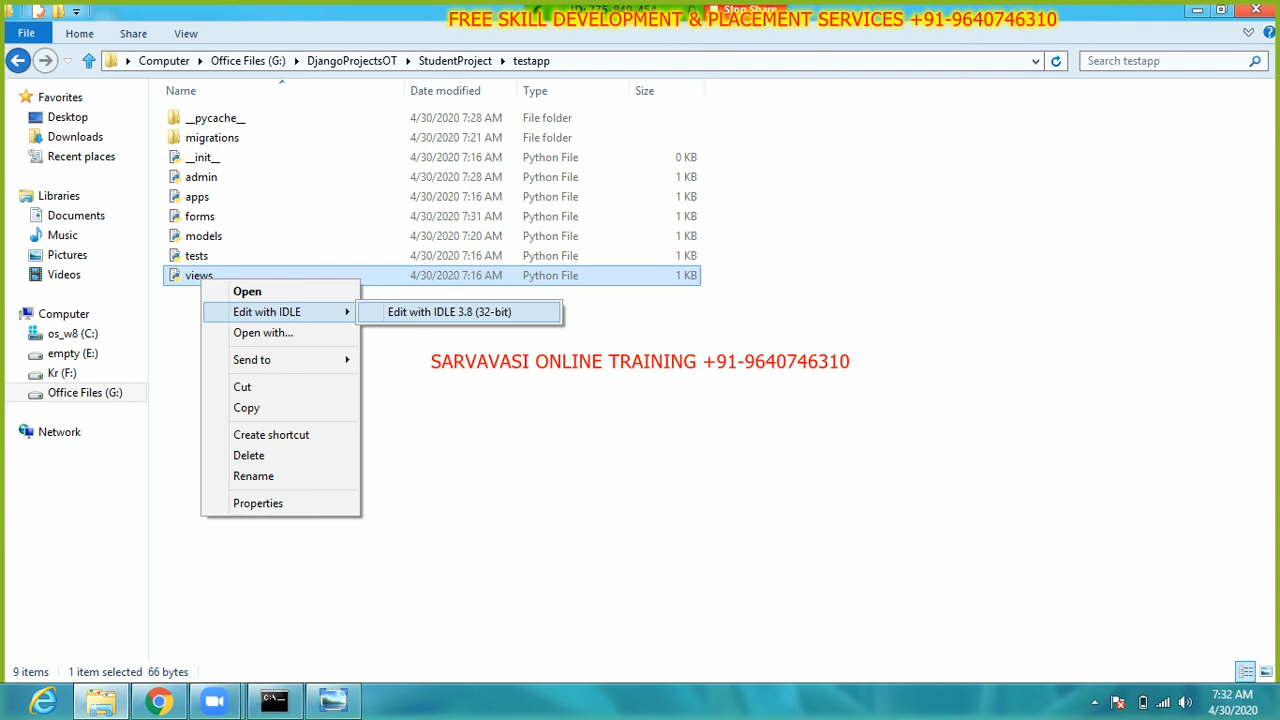 FREE SKILL DEVELOPMENT & PLACEMENT SERVICES +91-9640746310
Stop Share
File Home Share View
Computer Office Files (G:) DjangoProjectsOT StudentProject testapp
Search testapp
Name Date modified Type Size
Favorites
Desktop
Downloads
Recent places
Libraries
Documents
Music
Pictures
Videos
Computer
os_w8 (C:)
empty (E:)
Kr (F:)
Office Files (G:)
Network
__pycache__ 4/30/2020 7:28 AM File folder
migrations 4/30/2020 7:21 AM File folder
__init__ 4/30/2020 7:16 AM Python File 0 KB
admin 4/30/2020 7:28 AM Python File 1 KB
apps 4/30/2020 7:16 AM Python File 1 KB
forms 4/30/2020 7:31 AM Python File 1 KB
models 4/30/2020 7:20 AM Python File 1 KB
tests 4/30/2020 7:16 AM Python File 1 KB
views 4/30/2020 7:16 AM Python File 1 KB
Open
Edit with IDLE
Edit with IDLE 3.8 (32-bit)
Open with...
Send to
Cut
Copy
Create shortcut
Delete
Rename
Properties
SARVAVASI ONLINE TRAINING +91-9640746310
9 items 1 item selected 66 bytes
7:32 AM
4/30/2020